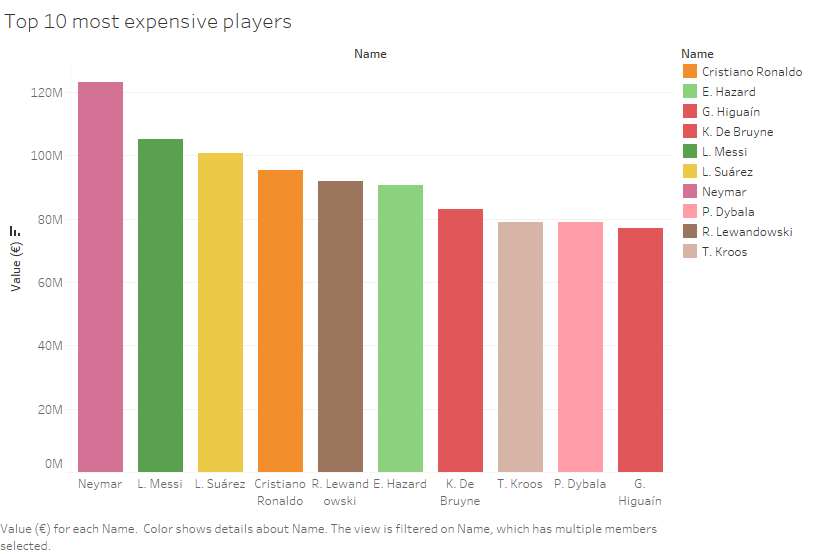 Top 10 most expensive players
Name
120M
100M
80M
60M
40M
20M
0M
Value (€)
Neymar
L. Messi
L. Suárez
Cristiano
Ronaldo
R. Lewand
owski
E. Hazard
K. De
Bruyne
T. Kroos
P. Dybala
G.
Higuaín
Name
Cristiano Ronaldo
E. Hazard
G. Higuaín
K. De Bruyne
L. Messi
L. Suárez
Neymar
P. Dybala
R. Lewandowski
T. Kroos
Value (€) for each Name. Color shows details about Name. The view is filtered on Name, which has multiple members
selected.